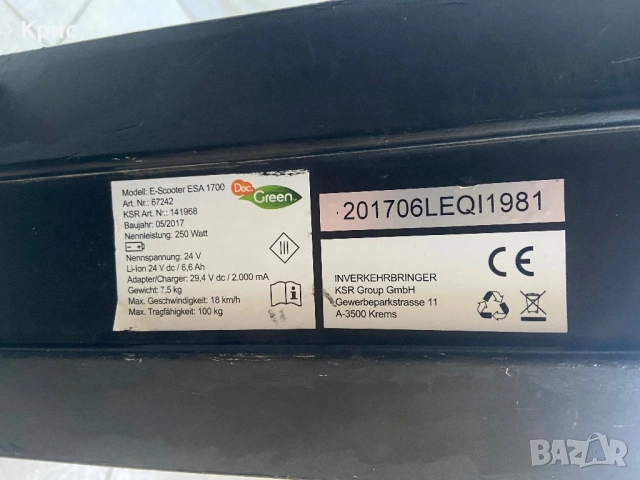 Крис
Modell: E-Scooter ESA 1700
Art. Nr.: 67242
KSR Art. Nr.: 141968
Baujahr: 05/2017
Nennleistung: 250 Watt
Nennspannung: 24 V
Li-Ion 24 V dc / 6,6 Ah
Adapter/Charger: 29,4 V dc / 2.000 mA
Gewicht: 7,5 kg
Max. Geschwindigkeit: 18 km/h
Max. Tragfähigkeit: 100 kg
Doc
Green
201706LEQI1981
CE
INVERKEHRBRINGER
KSR Group GmbH
Gewerbeparkstrasse 11
A-3500 Krems
BAZAR